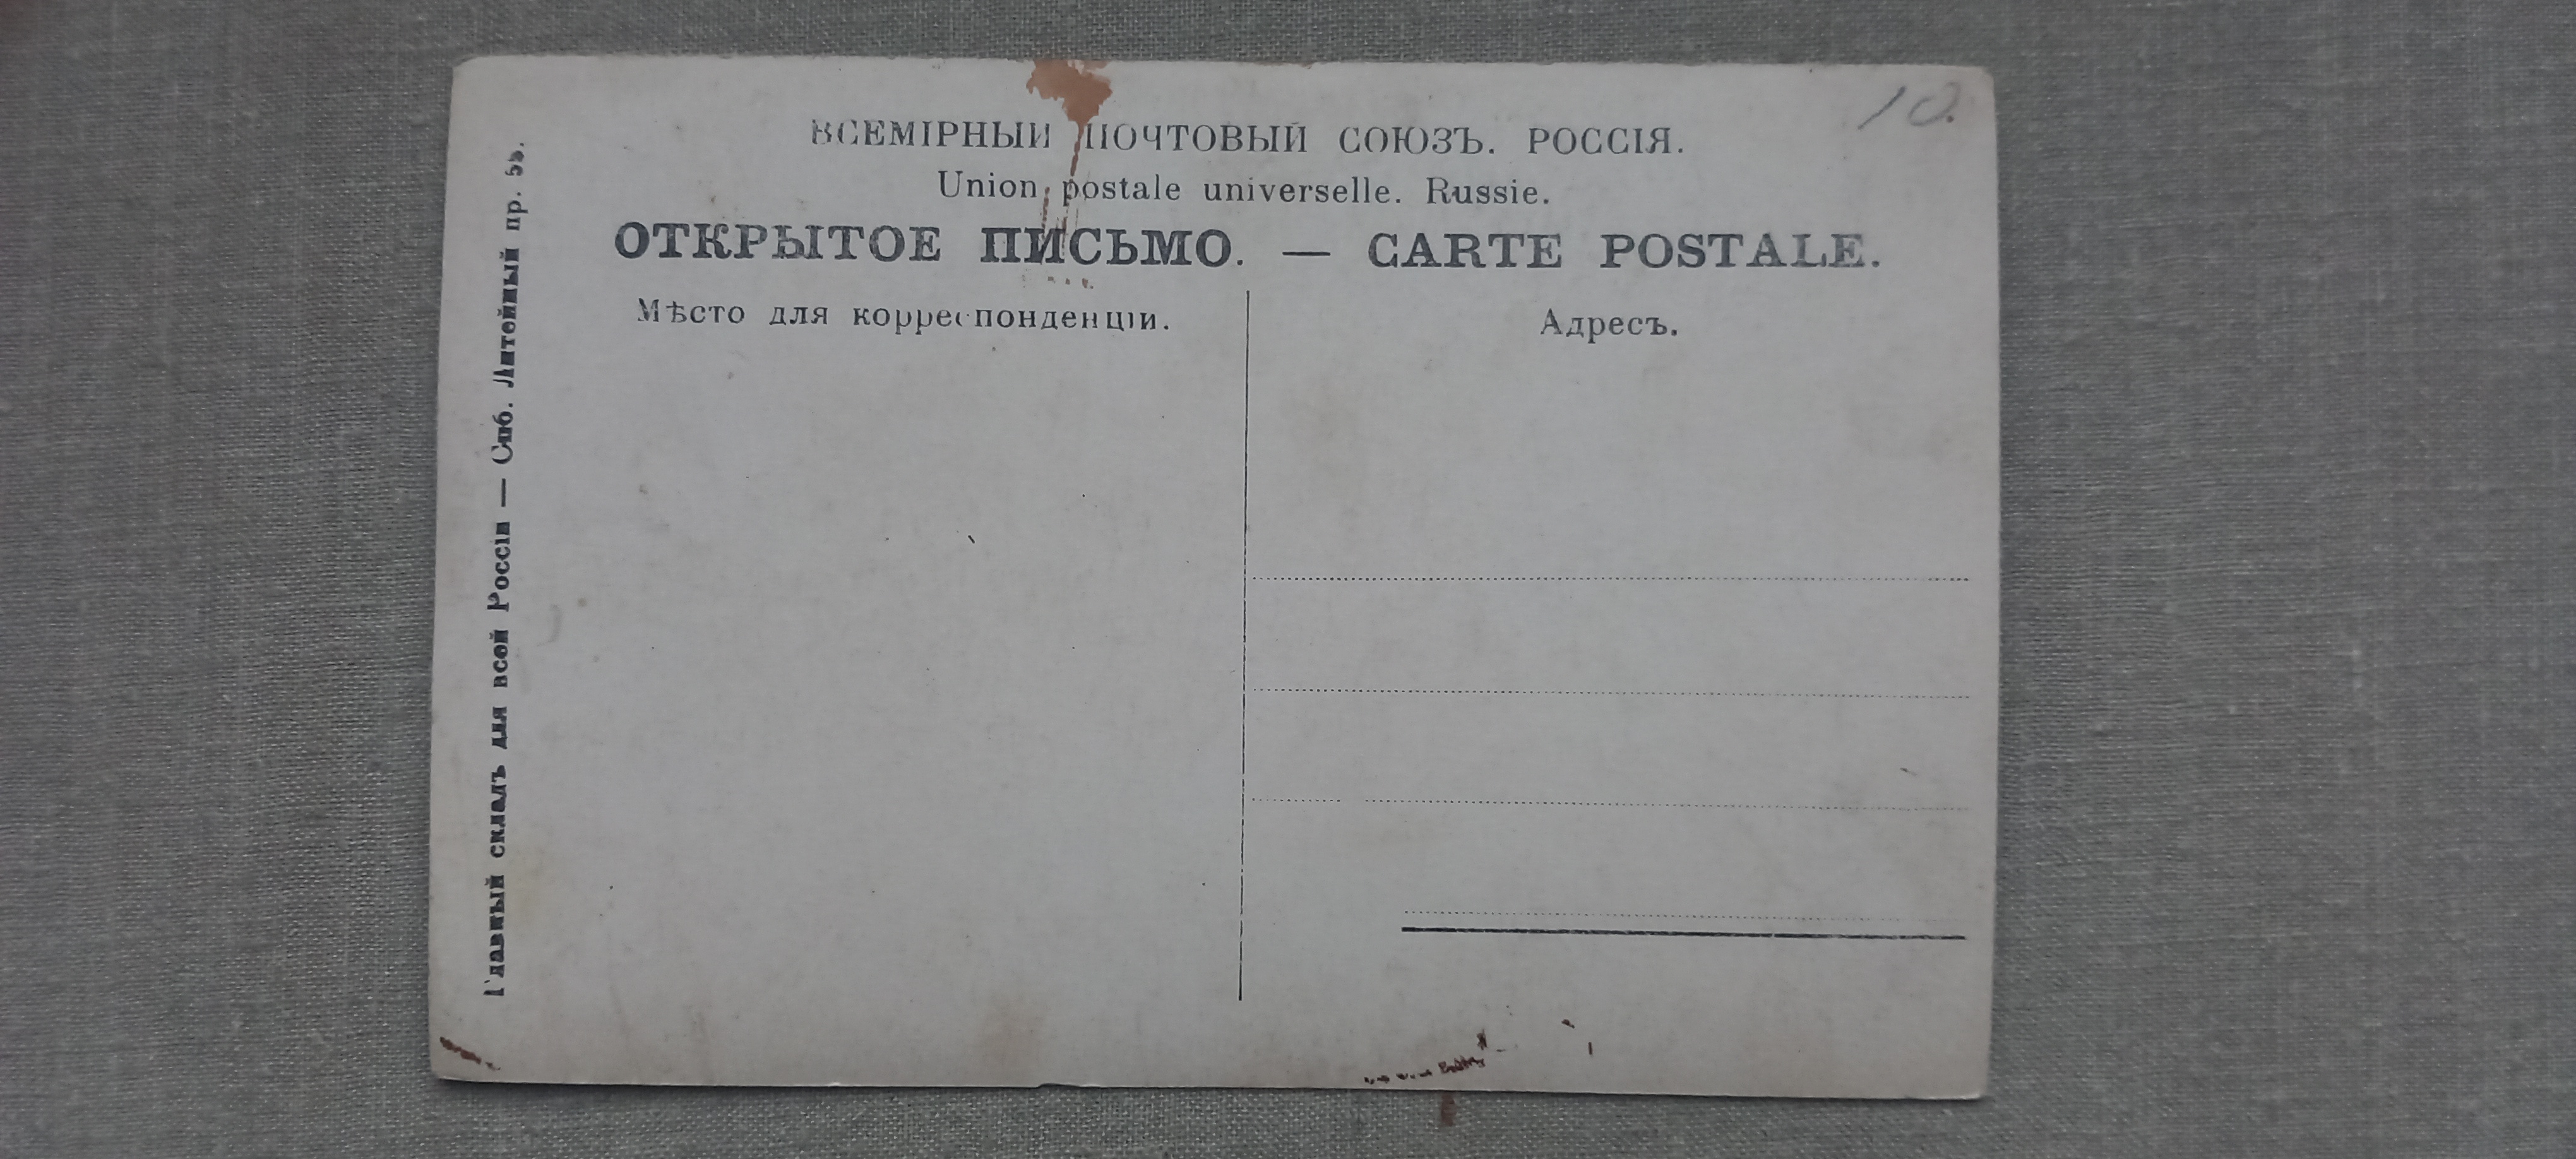 10.
ВСЕМІРНЫЙ ПОЧТОВЫЙ СОЮЗЪ. РОССІЯ.
Union postale universelle. Russie.
ОТКРЫТОЕ ПИСЬМО. — CARTE POSTALE.
Мѣсто для корреспонденціи.
Адресъ.
Главный складъ для всей Россіи — Спб. Литейный пр.